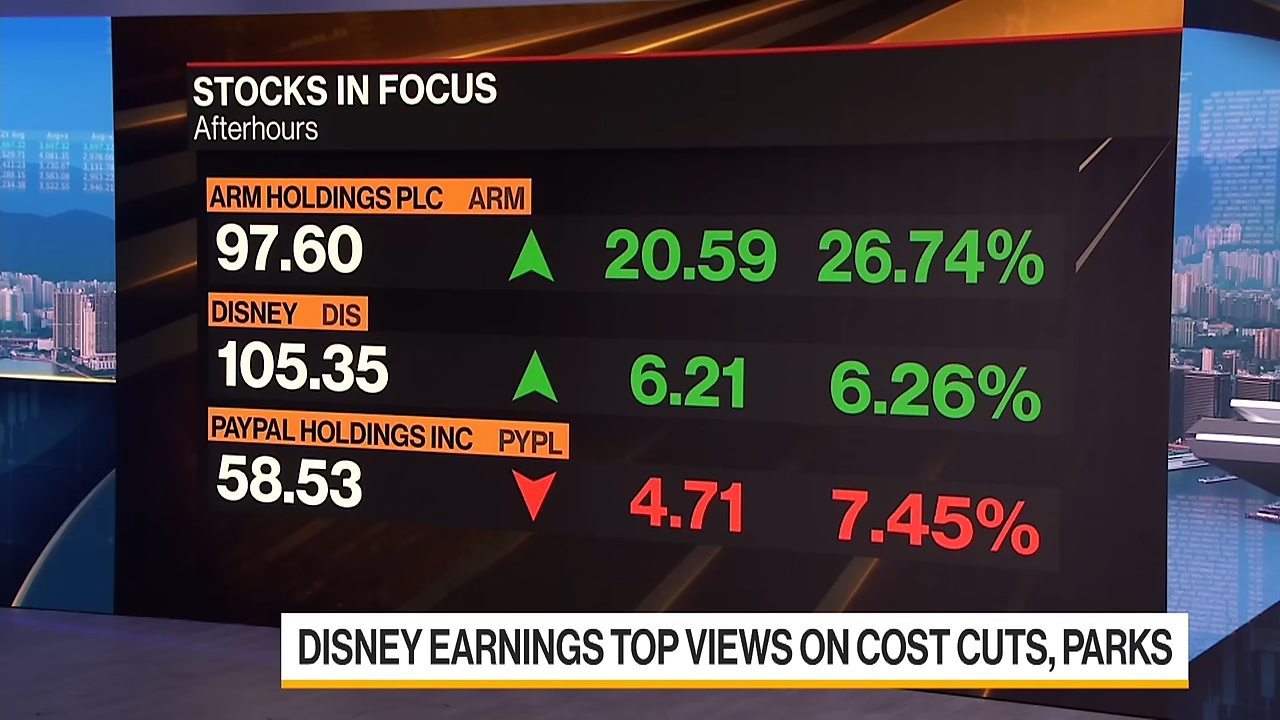 STOCKS IN FOCUS
Afterhours
ARM HOLDINGS PLC ARM
97.60 ▲ 20.59 26.74%
DISNEY DIS
105.35 ▲ 6.21 6.26%
PAYPAL HOLDINGS INC PYPL
58.53 ▼ 4.71 7.45%
DISNEY EARNINGS TOP VIEWS ON COST CUTS, PARKS